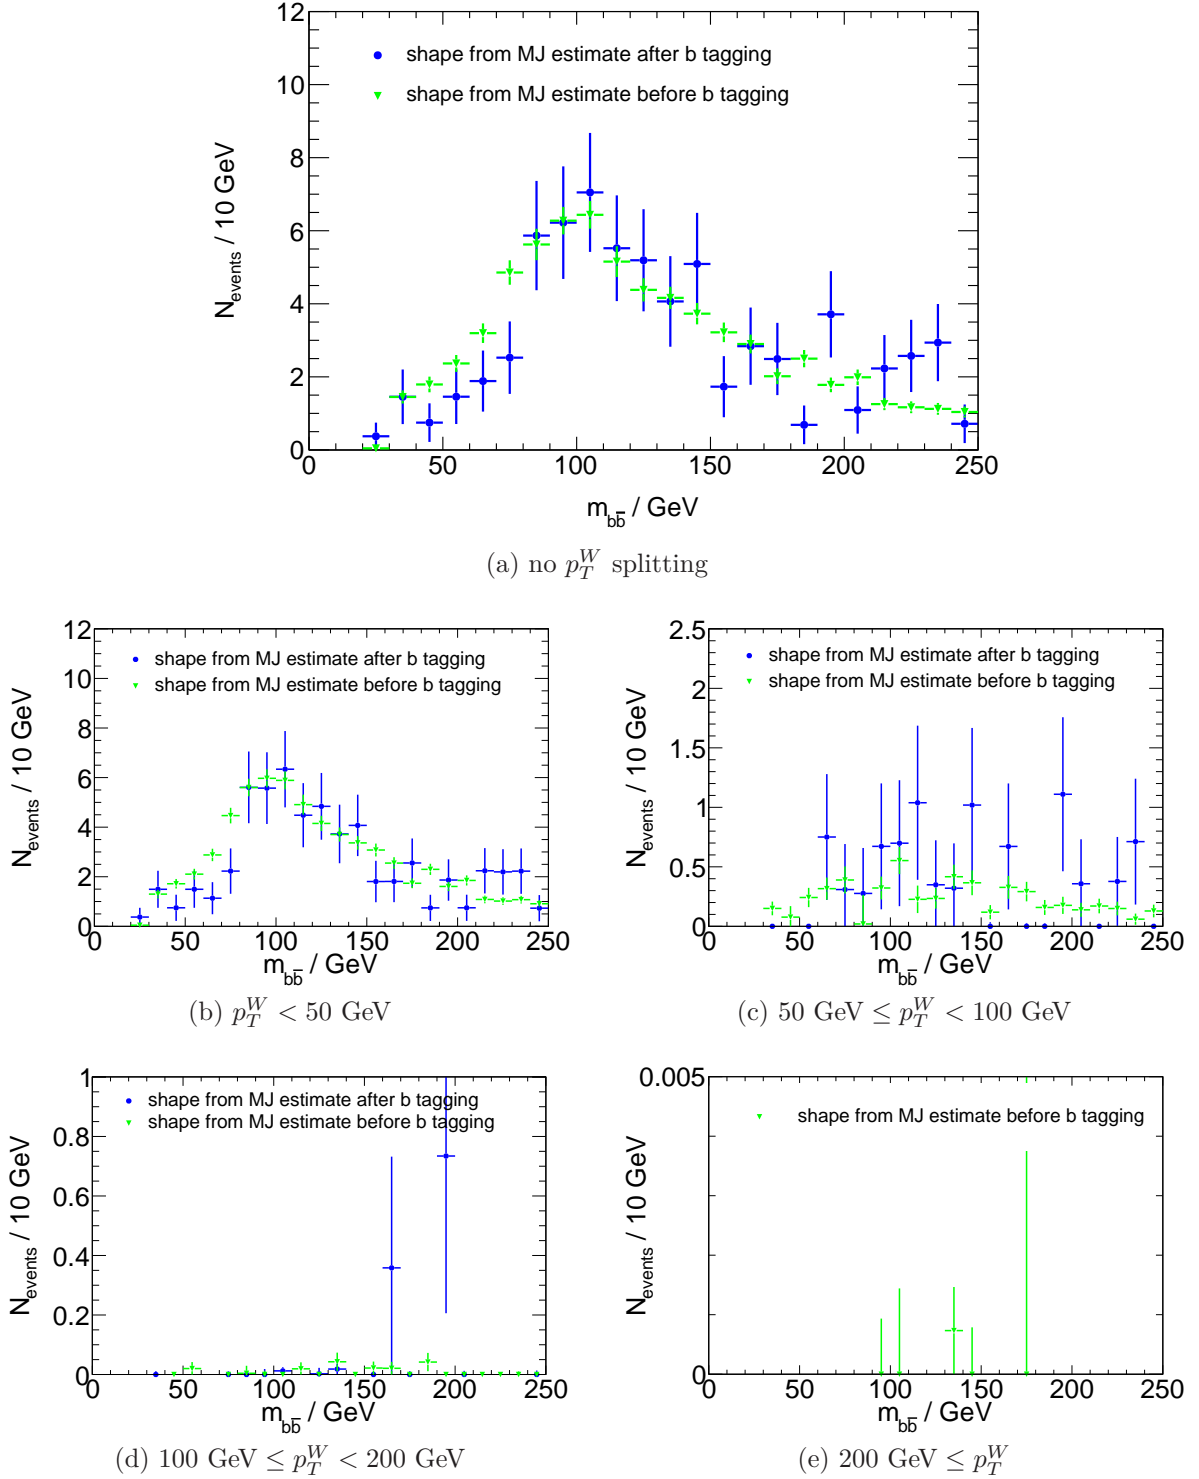 12
10
8
6
4
2
0
N_events / 10 GeV
shape from MJ estimate after b tagging
shape from MJ estimate before b tagging
0 50 100 150 200 250
m_bb̅ / GeV
(a) no p_T^W splitting
12
10
8
6
4
2
0
N_events / 10 GeV
shape from MJ estimate after b tagging
shape from MJ estimate before b tagging
0 50 100 150 200 250
m_bb̅ / GeV
(b) p_T^W < 50 GeV
2.5
2
1.5
1
0.5
0
N_events / 10 GeV
shape from MJ estimate after b tagging
shape from MJ estimate before b tagging
0 50 100 150 200 250
m_bb̅ / GeV
(c) 50 GeV ≤ p_T^W < 100 GeV
1
0.8
0.6
0.4
0.2
0
N_events / 10 GeV
shape from MJ estimate after b tagging
shape from MJ estimate before b tagging
0 50 100 150 200 250
m_bb̅ / GeV
(d) 100 GeV ≤ p_T^W < 200 GeV
0.005
0
N_events / 10 GeV
shape from MJ estimate before b tagging
0 50 100 150 200 250
m_bb̅ / GeV
(e) 200 GeV ≤ p_T^W